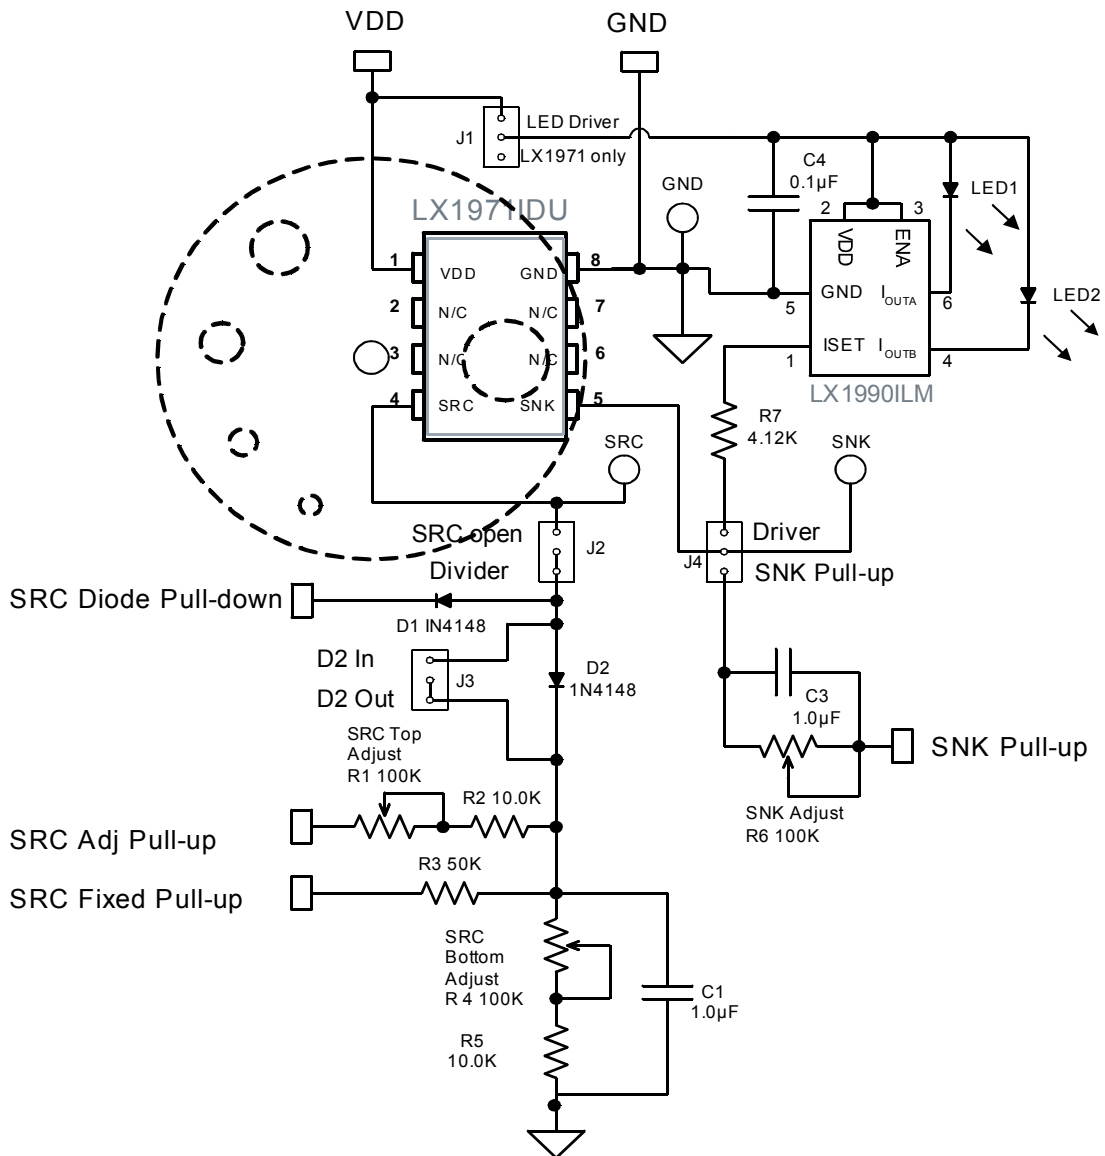 VDD
GND
J1
LED Driver
LX1971 only
GND
C4
0.1µF
LED1
LX1971IDU
2
3
VDD
ENA
1
VDD
GND
8
2
N/C
N/C
7
3
N/C
N/C
6
4
SRC
SNK
5
5
GND
IOUTA
6
LED2
1
ISET
IOUTB
4
LX1990ILM
R7
4.12K
SRC
SNK
SRC open
J2
Divider
Driver
J4
SNK Pull-up
SRC Diode Pull-down
D1 IN4148
D2 In
J3
D2 Out
D2
1N4148
C3
1.0µF
SNK Pull-up
SNK Adjust
R6 100K
SRC Top
Adjust
R1 100K
R2 10.0K
SRC Adj Pull-up
R3 50K
SRC Fixed Pull-up
SRC
Bottom
Adjust
R 4 100K
C1
1.0µF
R5
10.0K